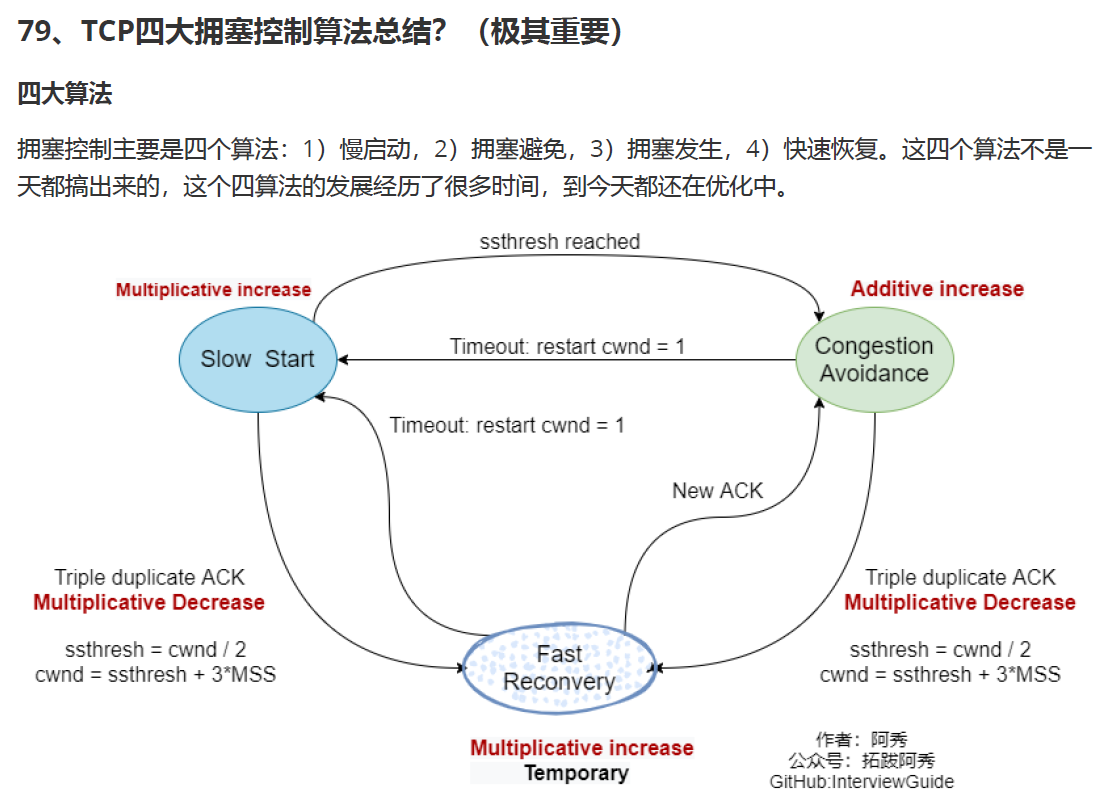 79、TCP四大拥塞控制算法总结？（极其重要）
四大算法
拥塞控制主要是四个算法：1）慢启动，2）拥塞避免，3）拥塞发生，4）快速恢复。这四个算法不是一
天都搞出来的，这个四算法的发展经历了很多时间，到今天都还在优化中。
ssthresh reached
Multiplicative increase
Additive increase
Slow Start
Timeout: restart cwnd = 1
Congestion
Avoidance
Timeout: restart cwnd = 1
New ACK
Triple duplicate ACK
Multiplicative Decrease
ssthresh = cwnd / 2
cwnd = ssthresh + 3*MSS
Triple duplicate ACK
Multiplicative Decrease
ssthresh = cwnd / 2
cwnd = ssthresh + 3*MSS
Fast
Reconvery
Multiplicative increase
Temporary
作者：阿秀
公众号：拓跋阿秀
GitHub:InterviewGuide